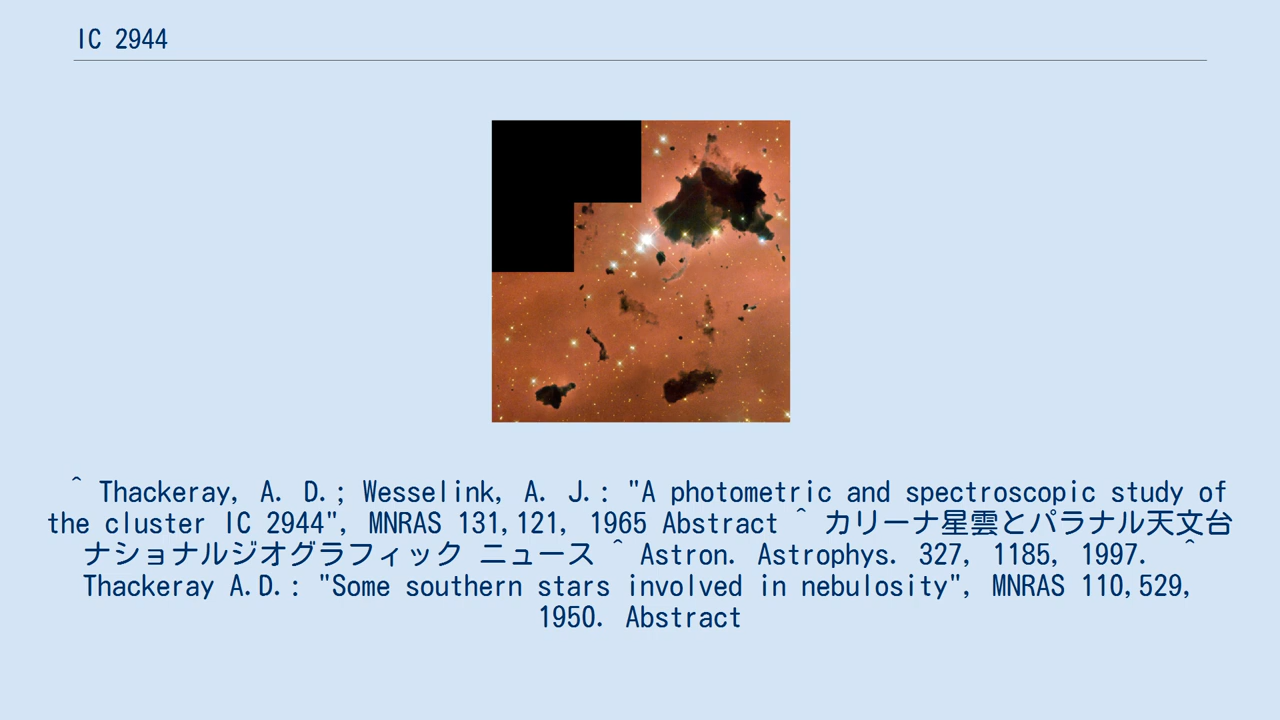 IC 2944
^ Thackeray, A. D.; Wesselink, A. J.: "A photometric and spectroscopic study of
the cluster IC 2944", MNRAS 131,121, 1965 Abstract ^ カリーナ星雲とパラナル天文台
ナショナルジオグラフィック ニュース ^ Astron. Astrophys. 327, 1185, 1997. ^
Thackeray A.D.: "Some southern stars involved in nebulosity", MNRAS 110,529,
1950. Abstract